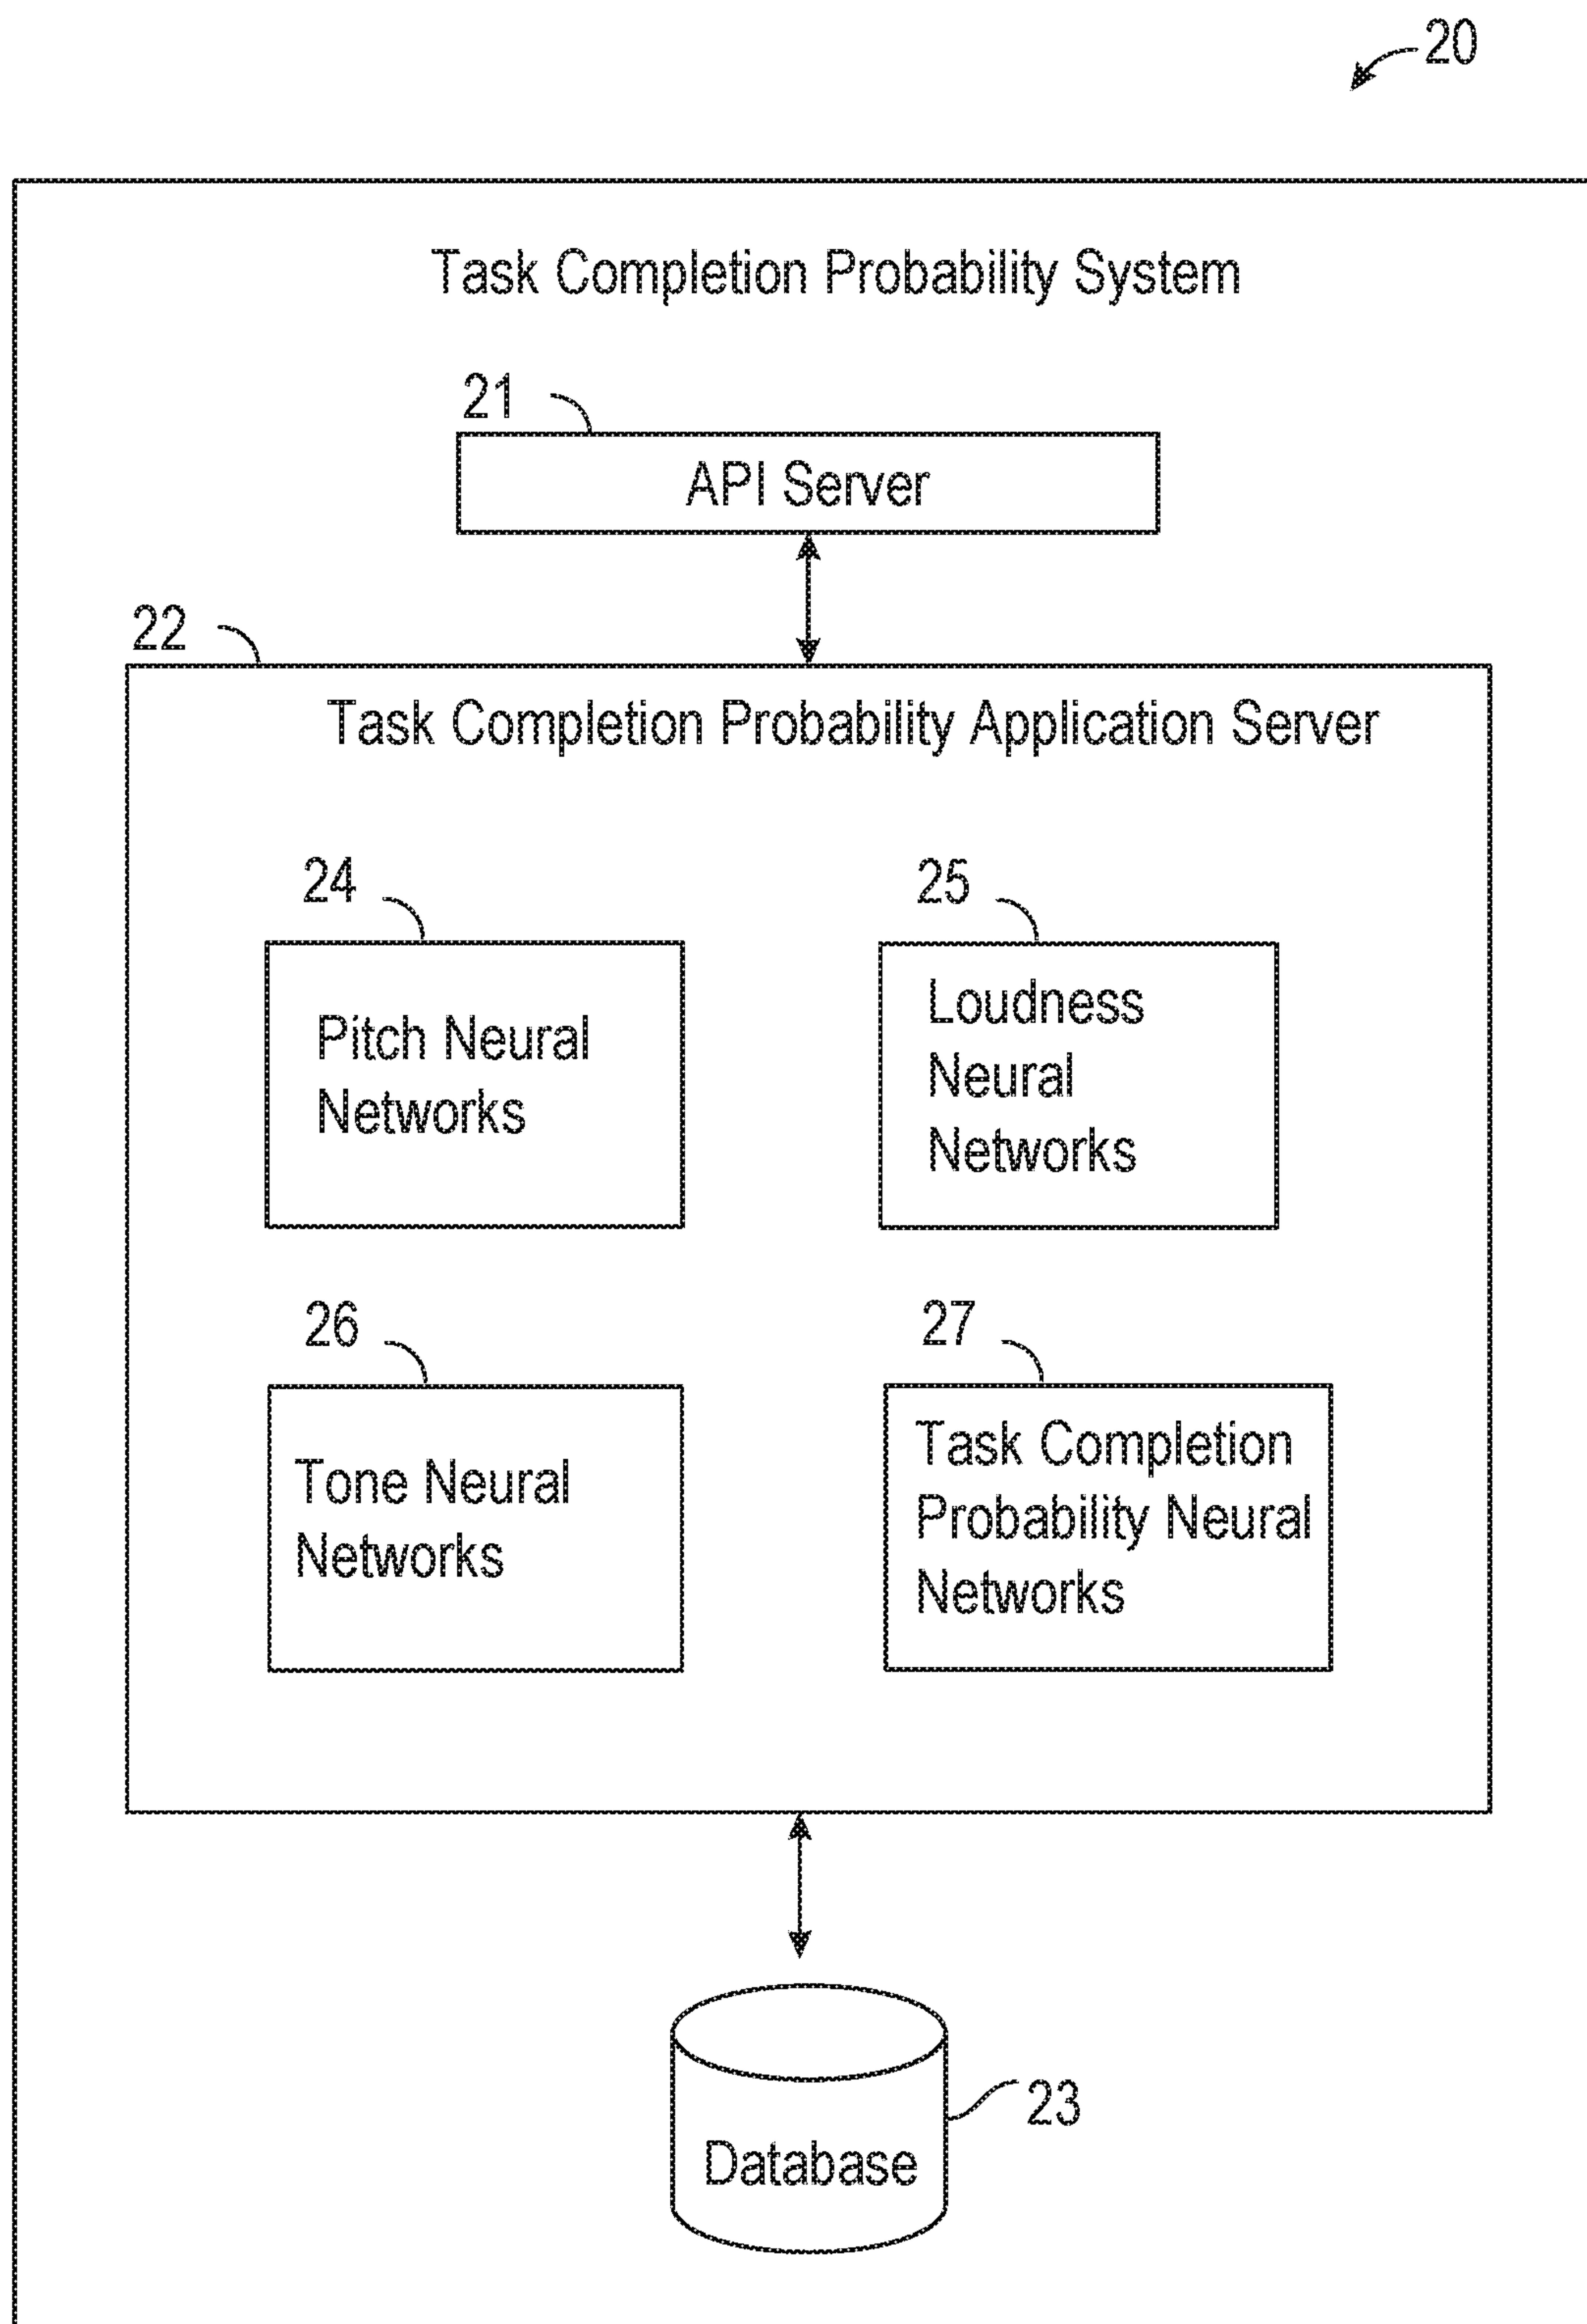 20
Task Completion Probability System
21
API Server
22
Task Completion Probability Application Server
24
Pitch Neural
Networks
25
Loudness
Neural
Networks
26
Tone Neural
Networks
27
Task Completion
Probability Neural
Networks
23
Database